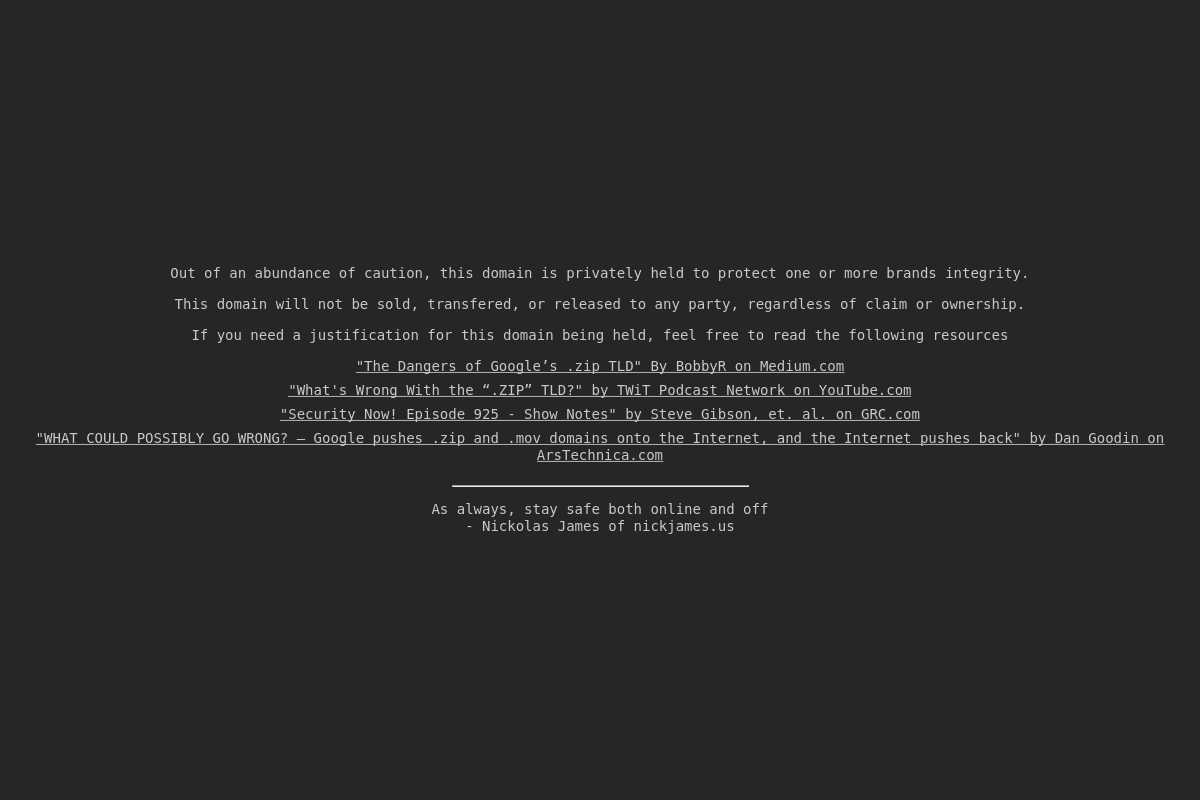 Out of an abundance of caution, this domain is privately held to protect one or more brands integrity.
This domain will not be sold, transfered, or released to any party, regardless of claim or ownership.
If you need a justification for this domain being held, feel free to read the following resources
"The Dangers of Google’s .zip TLD" By BobbyR on Medium.com
"What's Wrong With the “.ZIP” TLD?" by TWiT Podcast Network on YouTube.com
"Security Now! Episode 925 - Show Notes" by Steve Gibson, et. al. on GRC.com
"WHAT COULD POSSIBLY GO WRONG? — Google pushes .zip and .mov domains onto the Internet, and the Internet pushes back" by Dan Goodin on
ArsTechnica.com
As always, stay safe both online and off
- Nickolas James of nickjames.us